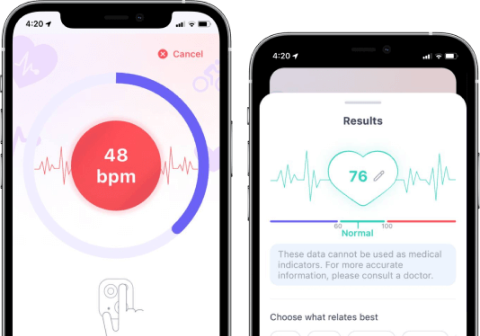 4:20
Cancel
48
bpm
4:20
Results
76
60
100
Normal
These data cannot be used as medical
indicators. For more accurate
information, please consult a doctor.
Choose what relates best